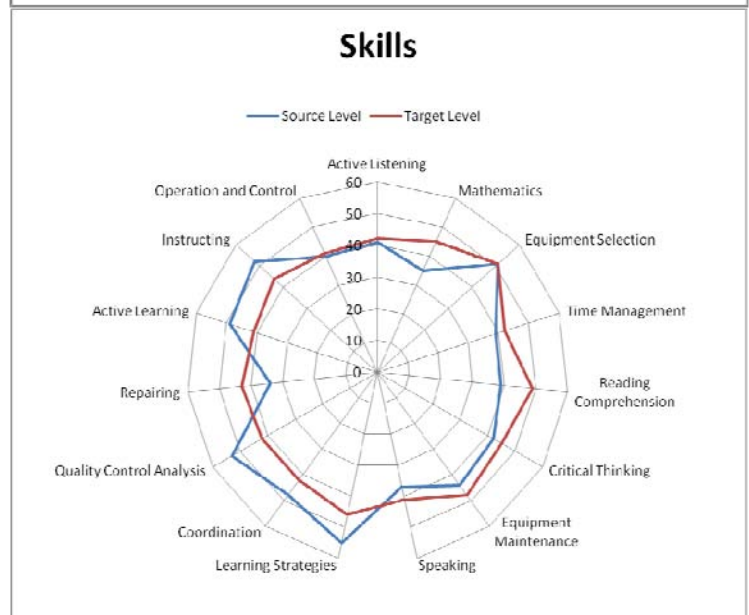 Skills
Source Level
Target Level
Active Listening
Mathematics
Equipment Selection
Time Management
Reading
Comprehension
Critical Thinking
Equipment
Maintenance
Speaking
Learning Strategies
Coordination
Quality Control Analysis
Repairing
Active Learning
Instructing
Operation and Control
60
50
40
30
20
10
0